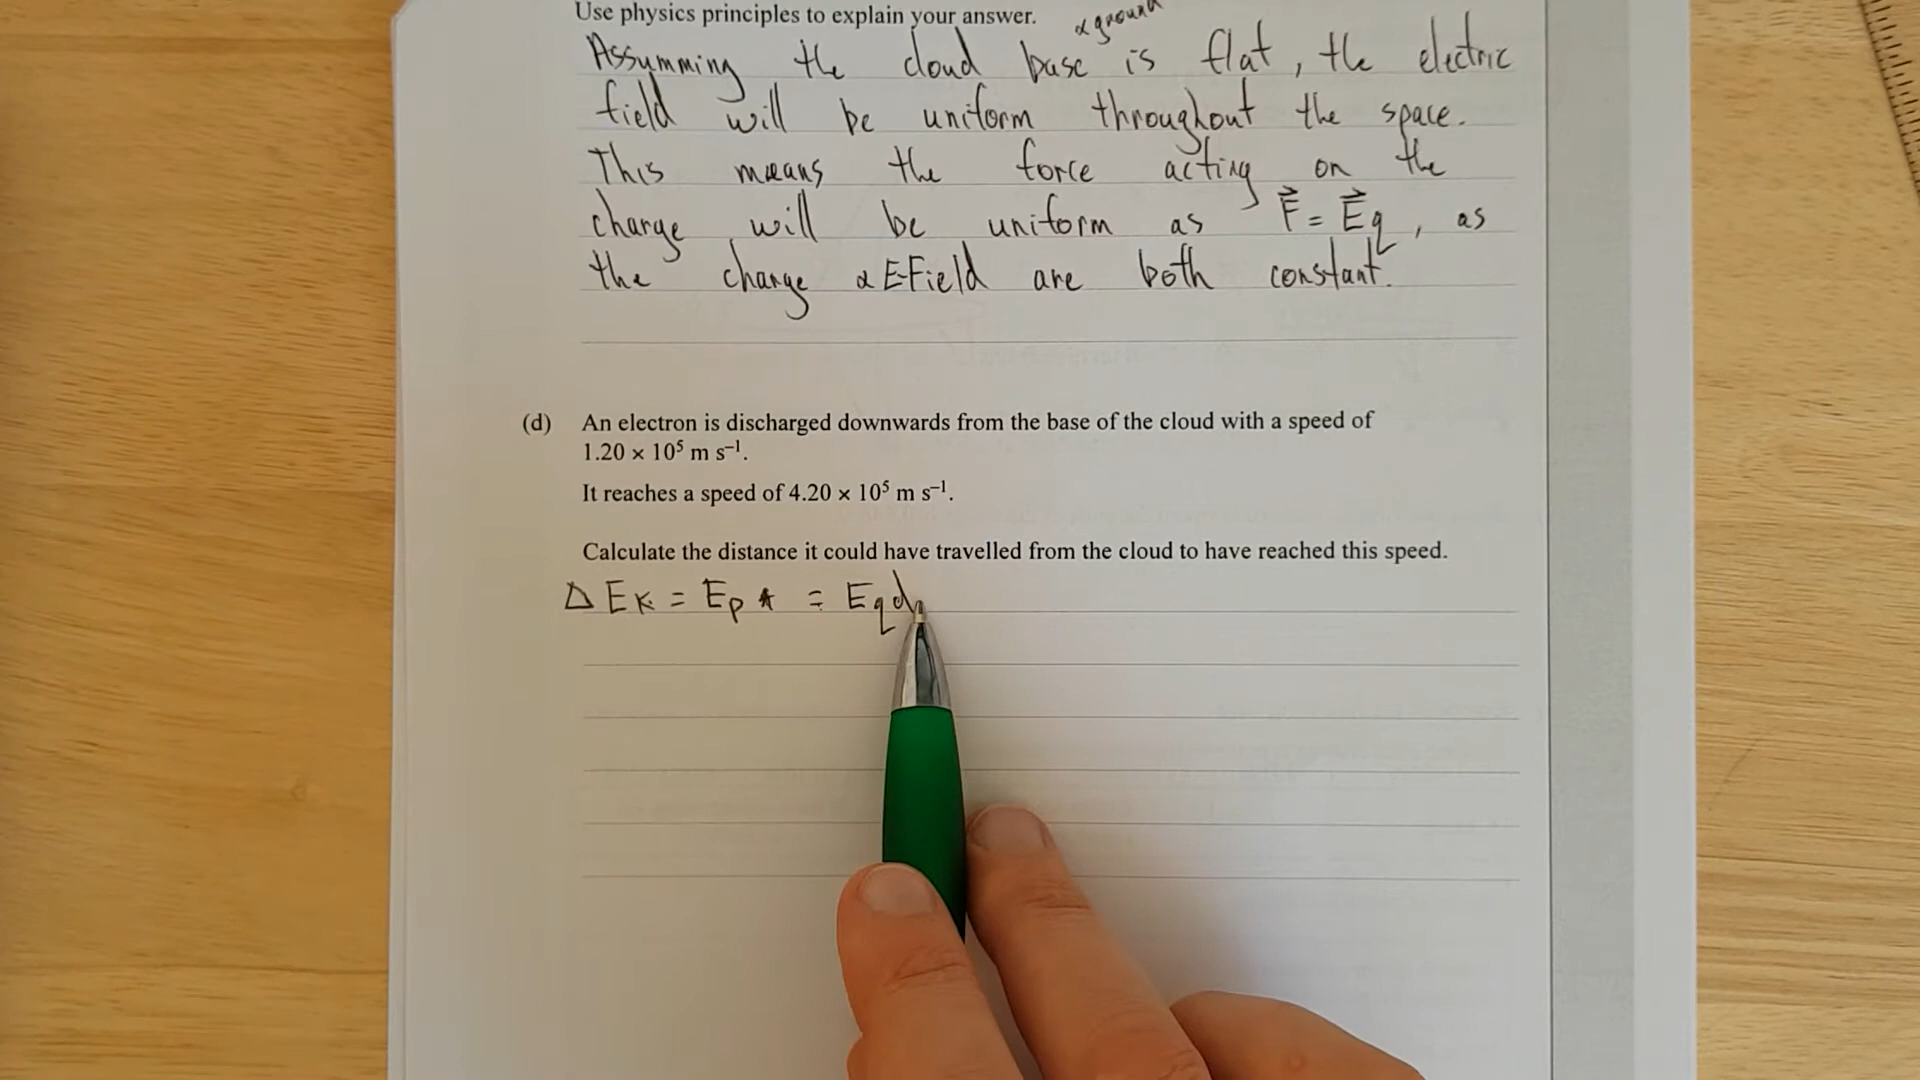 Use physics principles to explain your answer.
α ground
Assumming the cloud base is flat, the electric
field will be uniform throughout the space.
This means the force acting on the
charge will be uniform as F⃗ = E⃗q, as
the charge α E-Field are both constant.
(d) An electron is discharged downwards from the base of the cloud with a speed of
1.20 × 10⁵ m s⁻¹.
It reaches a speed of 4.20 × 10⁵ m s⁻¹.
Calculate the distance it could have travelled from the cloud to have reached this speed.
Δ Eₖ = Eₚ = Eqd